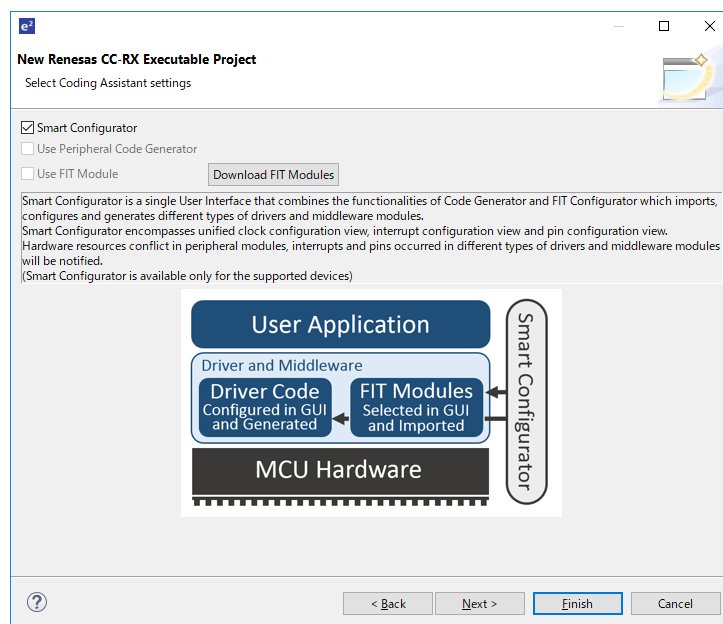 e²
New Renesas CC-RX Executable Project
Select Coding Assistant settings
Smart Configurator
Use Peripheral Code Generator
Use FIT Module
Download FIT Modules
Smart Configurator is a single User Interface that combines the functionalities of Code Generator and FIT Configurator which imports,
configures and generates different types of drivers and middleware modules.
Smart Configurator encompasses unified clock configuration view, interrupt configuration view and pin configuration view.
Hardware resources conflict in peripheral modules, interrupts and pins occurred in different types of drivers and middleware modules
will be notified.
(Smart Configurator is available only for the supported devices)
User Application
Driver and Middleware
Driver Code
Configured in GUI
and Generated
FIT Modules
Selected in GUI
and Imported
MCU Hardware
Smart Configurator
?
< Back
Next >
Finish
Cancel